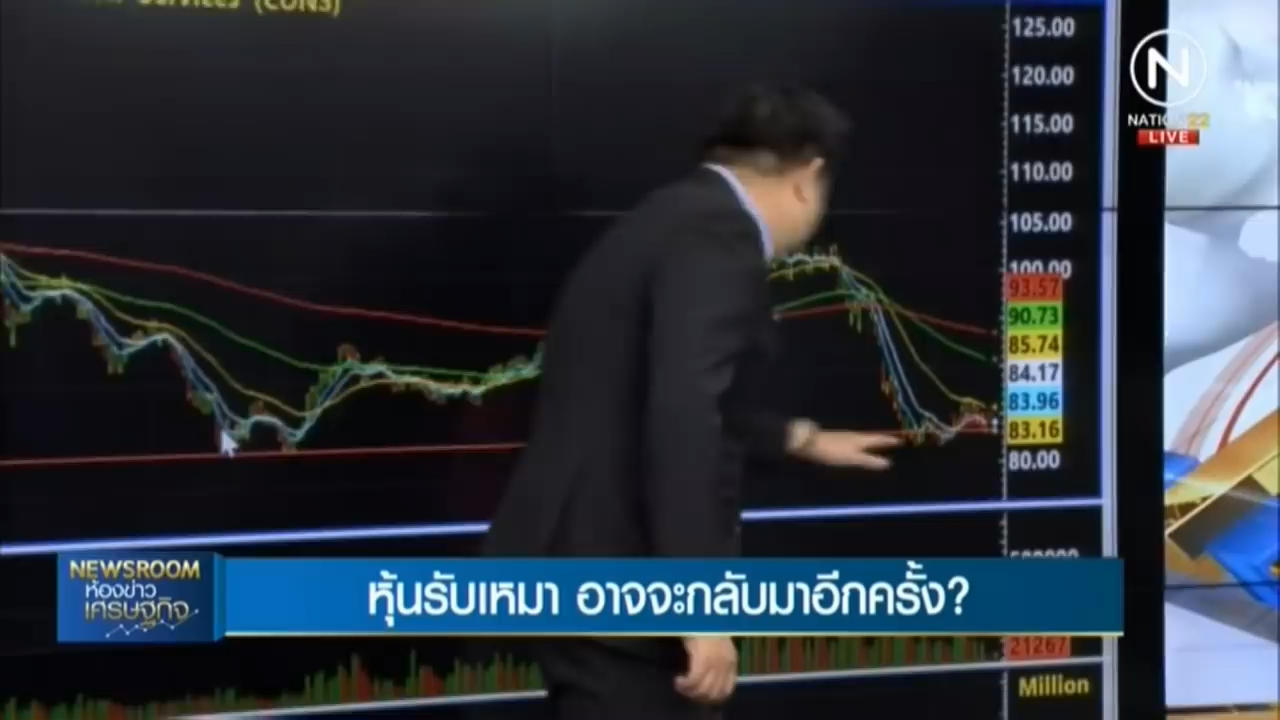 (CONS)
125.00
120.00
115.00
110.00
105.00
100.00
93.57
90.73
85.74
84.17
83.96
83.16
80.00
N
NATION 22
LIVE
NEWSROOM
ห้องข่าว
เศรษฐกิจ
หุ้นรับเหมา อาจจะกลับมาอีกครั้ง?
21267
Million